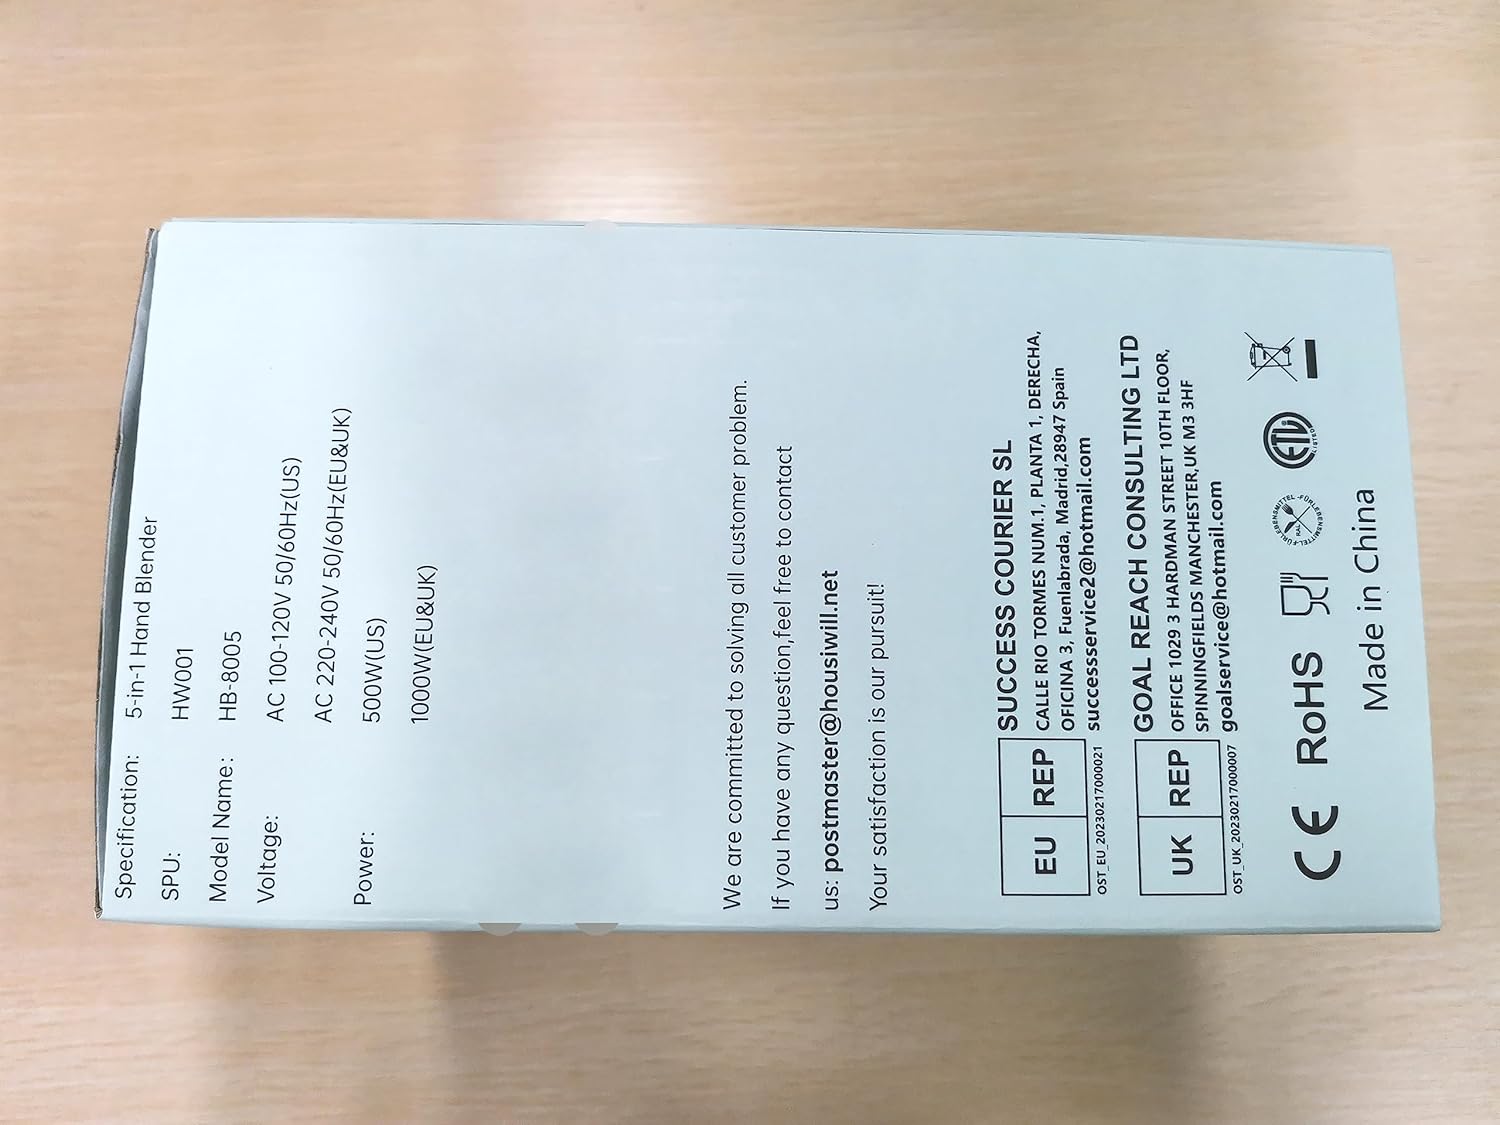 Specification: 5-in-1 Hand Blender
SPU: HW001
Model Name: HB-8005
Voltage: AC 100-120V 50/60Hz(US)
AC 220-240V 50/60Hz(EU&UK)
Power: 500W(US)
1000W(EU&UK)
We are committed to solving all customer problem.
If you have any question,feel free to contact
us: postmaster@housiwill.net
Your satisfaction is our pursuit!
EU REP
OST_EU_20230217000021
SUCCESS COURIER SL
CALLE RIO TORMES NUM.1, PLANTA 1, DERECHA,
OFICINA 3, Fuenlabrada, Madrid,28947 Spain
successservice2@hotmail.com
UK REP
OST_UK_20230217000007
GOAL REACH CONSULTING LTD
OFFICE 1029 3 HARDMAN STREET 10TH FLOOR,
SPINNINGFIELDS MANCHESTER,UK M3 3HF
goalservice@hotmail.com
CE RoHS
RAL
FÜRLEBENSMITTEL-FÜRLEBENSMITTEL-
ETL
LISTED
Made in China